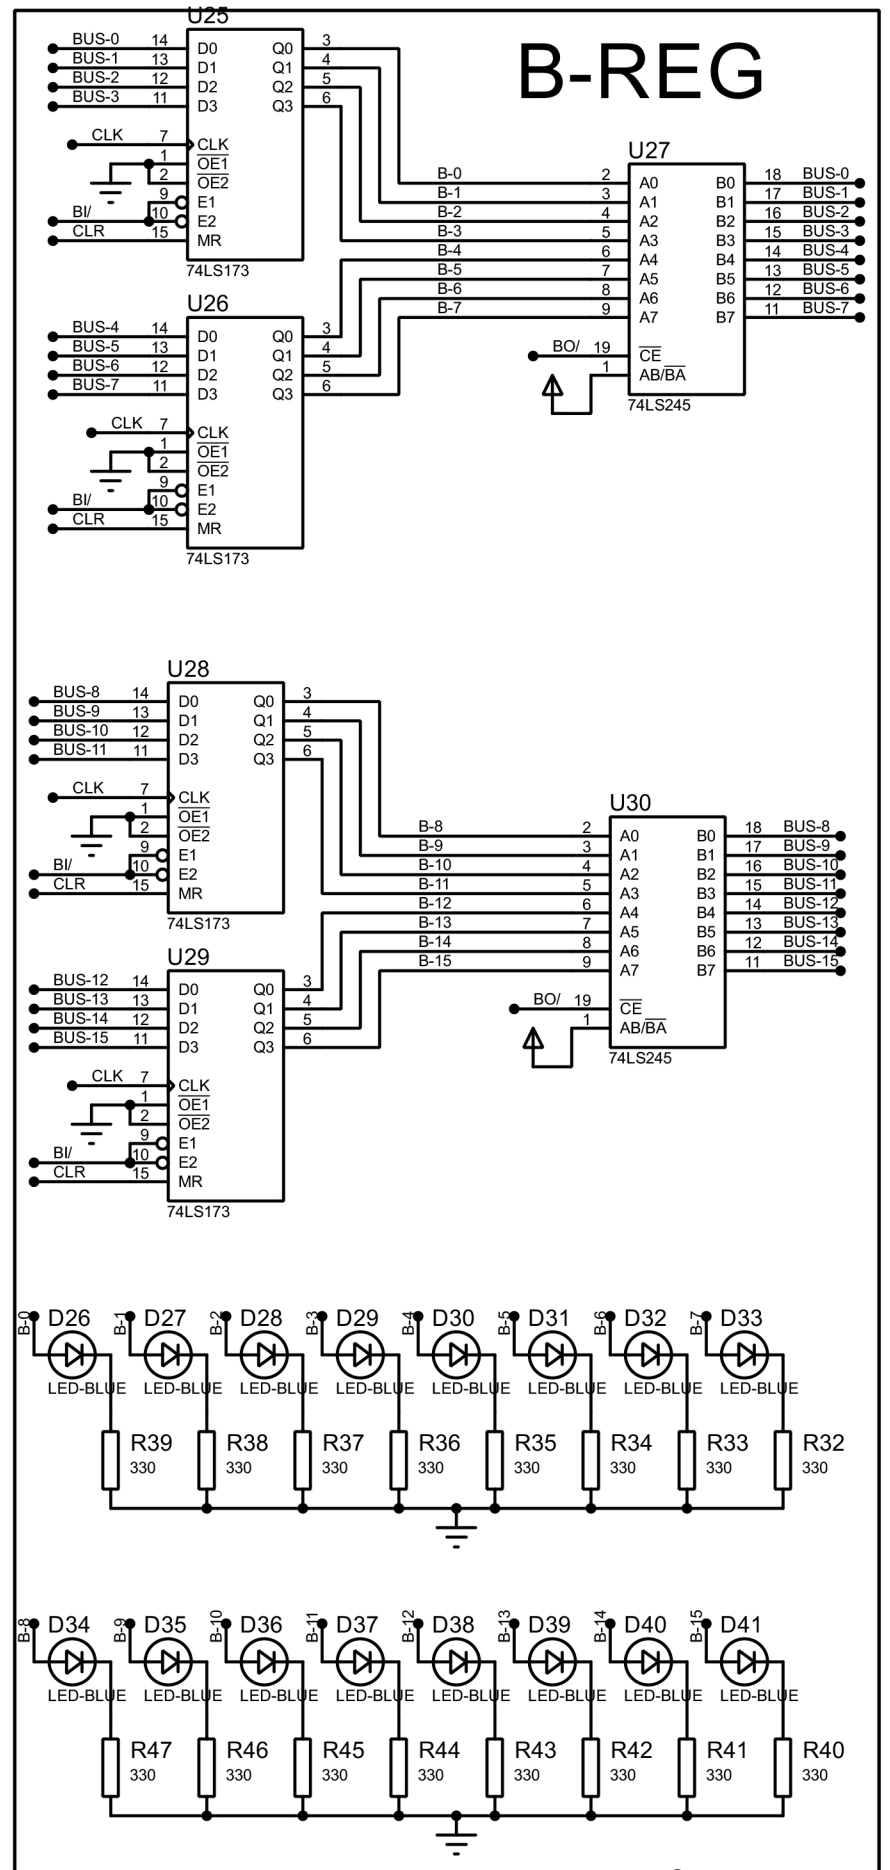 B-REG
U25
BUS-0 14 D0 Q0 3
BUS-1 13 D1 Q1 4
BUS-2 12 D2 Q2 5
BUS-3 11 D3 Q3 6
CLK 7 CLK
1 OE1
2 OE2
9 E1
BI/ 10 E2
CLR 15 MR
74LS173
U27
B-0 2 A0 B0 18 BUS-0
B-1 3 A1 B1 17 BUS-1
B-2 4 A2 B2 16 BUS-2
B-3 5 A3 B3 15 BUS-3
B-4 6 A4 B4 14 BUS-4
B-5 7 A5 B5 13 BUS-5
B-6 8 A6 B6 12 BUS-6
B-7 9 A7 B7 11 BUS-7
BO/ 19 CE
1 AB/BA
74LS245
U26
BUS-4 14 D0 Q0 3
BUS-5 13 D1 Q1 4
BUS-6 12 D2 Q2 5
BUS-7 11 D3 Q3 6
CLK 7 CLK
1 OE1
2 OE2
9 E1
BI/ 10 E2
CLR 15 MR
74LS173
U28
BUS-8 14 D0 Q0 3
BUS-9 13 D1 Q1 4
BUS-10 12 D2 Q2 5
BUS-11 11 D3 Q3 6
CLK 7 CLK
1 OE1
2 OE2
9 E1
BI/ 10 E2
CLR 15 MR
74LS173
U30
B-8 2 A0 B0 18 BUS-8
B-9 3 A1 B1 17 BUS-9
B-10 4 A2 B2 16 BUS-10
B-11 5 A3 B3 15 BUS-11
B-12 6 A4 B4 14 BUS-12
B-13 7 A5 B5 13 BUS-13
B-14 8 A6 B6 12 BUS-14
B-15 9 A7 B7 11 BUS-15
BO/ 19 CE
1 AB/BA
74LS245
U29
BUS-12 14 D0 Q0 3
BUS-13 13 D1 Q1 4
BUS-14 12 D2 Q2 5
BUS-15 11 D3 Q3 6
CLK 7 CLK
1 OE1
2 OE2
9 E1
BI/ 10 E2
CLR 15 MR
74LS173
B-0 D26 B-1 D27 B-2 D28 B-3 D29 B-4 D30 B-5 D31 B-6 D32 B-7 D33
LED-BLUE LED-BLUE LED-BLUE LED-BLUE LED-BLUE LED-BLUE LED-BLUE LED-BLUE
R39 R38 R37 R36 R35 R34 R33 R32
330 330 330 330 330 330 330 330
B-8 D34 B-9 D35 B-10 D36 B-11 D37 B-12 D38 B-13 D39 B-14 D40 B-15 D41
LED-BLUE LED-BLUE LED-BLUE LED-BLUE LED-BLUE LED-BLUE LED-BLUE LED-BLUE
R47 R46 R45 R44 R43 R42 R41 R40
330 330 330 330 330 330 330 330